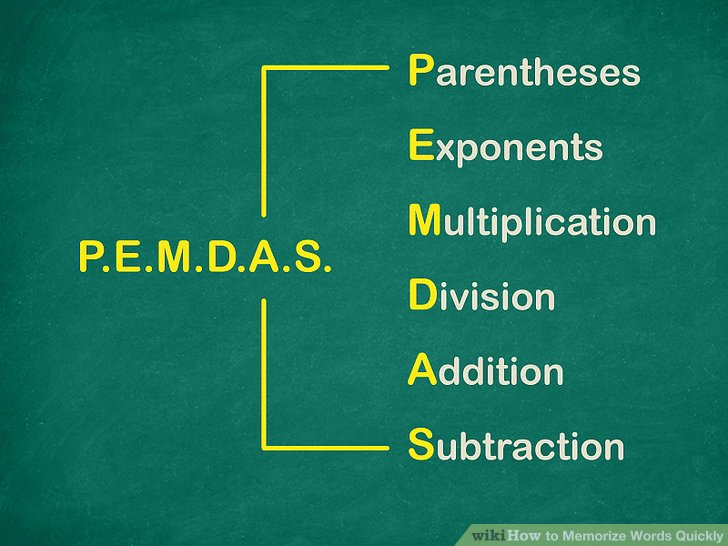 Parentheses
Exponents
Multiplication
P.E.M.D.A.S.
Division
Addition
Subtraction
wikiHow to Memorize Words Quickly